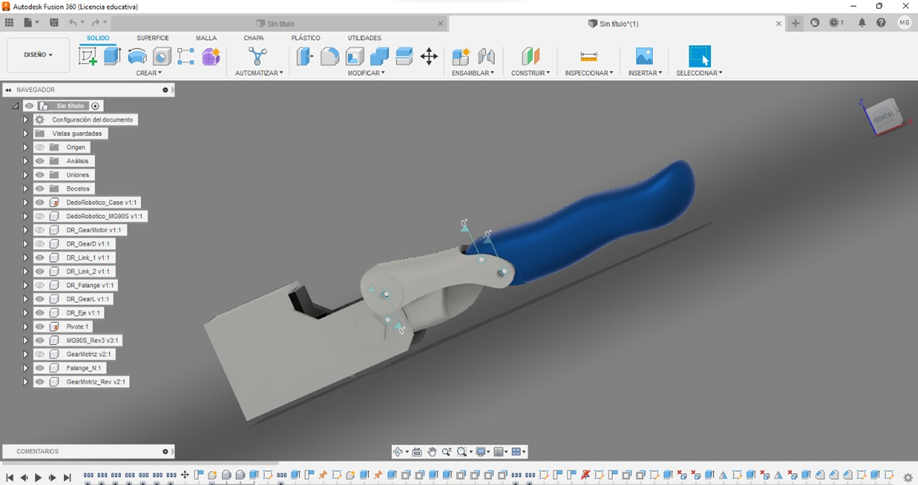 Autodesk Fusion 360 (Licencia educativa)
Sin título
Sin título*(1)
1
MG
DISEÑO
SÓLIDO
SUPERFICIE
MALLA
CHAPA
PLÁSTICO
UTILIDADES
CREAR
AUTOMATIZAR
MODIFICAR
ENSAMBLAR
CONSTRUIR
INSPECCIONAR
INSERTAR
SELECCIONAR
NAVEGADOR
Sin título
Configuración del documento
Vistas guardadas
Origen
Análisis
Uniones
Bocetos
DedoRobotico_Case v1:1
DedoRobotico_MG90S v1:1
DR_GearMotor v1:1
DR_GearD v1:1
DR_Link_1 v1:1
DR_Link_2 v1:1
DR_Falange v1:1
DR_GearL v1:1
DR_Eje v1:1
Pivote:1
MG90S_Rev3 v3:1
GearMotriz v2:1
Falange_N:1
GearMotriz_Rev v2:1
Z
FRONTAL
COMENTARIOS